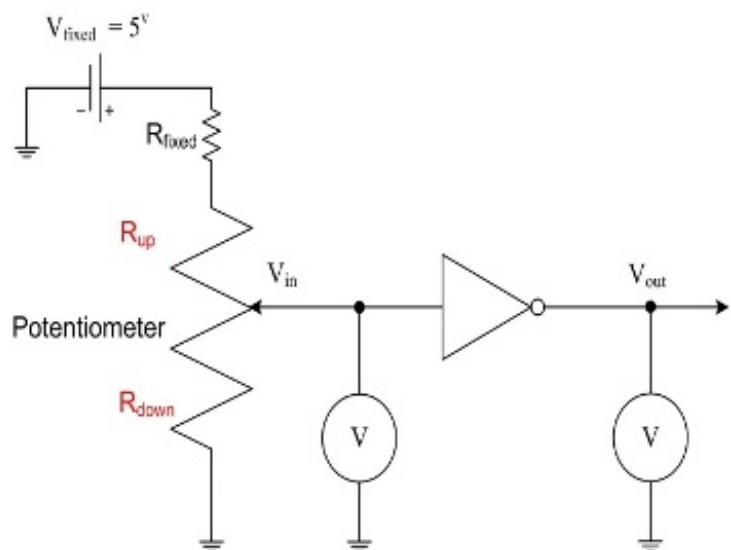 V_fixed = 5^v
- +
R_fixed
R_up
V_in
V_out
Potentiometer
R_down
V
V